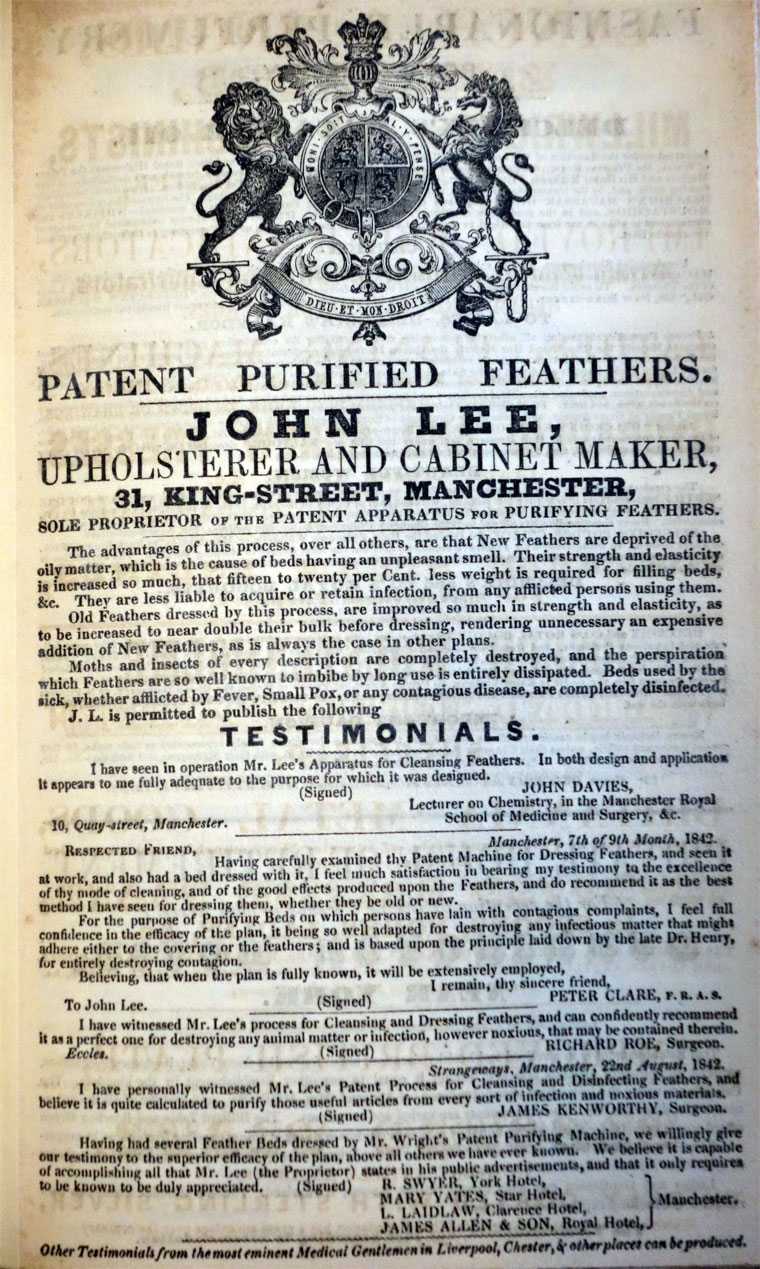 HONI·SOIT
L·Y·PENSE
DIEU·ET·MON·DROIT
PATENT PURIFIED FEATHERS.
JOHN LEE,
UPHOLSTERER AND CABINET MAKER,
31, KING-STREET, MANCHESTER,
SOLE PROPRIETOR OF THE PATENT APPARATUS FOR PURIFYING FEATHERS.
The advantages of this process, over all others, are that New Feathers are deprived of the
oily matter, which is the cause of beds having an unpleasant smell. Their strength and elasticity
is increased so much, that fifteen to twenty per Cent. less weight is required for filling beds,
&c. They are less liable to acquire or retain infection, from any afflicted persons using them.
Old Feathers dressed by this process, are improved so much in strength and elasticity, as
to be increased to near double their bulk before dressing, rendering unnecessary an expensive
addition of New Feathers, as is always the case in other plans.
Moths and insects of every description are completely destroyed, and the perspiration
which Feathers are so well known to imbibe by long use is entirely dissipated. Beds used by the
sick, whether afflicted by Fever, Small Pox, or any contagious disease, are completely disinfected.
J. L. is permitted to publish the following
TESTIMONIALS.
I have seen in operation Mr. Lee's Apparatus for Cleansing Feathers. In both design and application
it appears to me fully adeqnate to the purpose for which it was designed.
(Signed) JOHN DAVIES,
Lecturer on Chemistry, in the Manchester Royal
10, Quay-street, Manchester. School of Medicine and Surgery, &c.
Manchester, 7th of 9th Month, 1842.
RESPECTED FRIEND,
Having carefully examined thy Patent Machine for Dressing Feathers, and seen it
at work, and also had a bed dressed with it, I feel much satisfaction in bearing my testimony to the excellence
of thy mode of cleaning, and of the good effects produced upon the Feathers, and do recommend it as the best
method I have seen for dressing them, whether they be old or new.
For the purpose of Purifying Beds on which persons have lain with contagious complaints, I feel full
confidence in the efficacy of the plan, it being so well adapted for destroying any infectious matter that might
adhere either to the covering or the feathers; and is based upon the principle laid down by the late Dr. Henry,
for entirely destroying contagion.
Believing, that when the plan is fully known, it will be extensively employed,
I remain, thy sincere friend,
To John Lee. (Signed) PETER CLARE, F. R. A. S.
I have witnessed Mr. Lee's process for Cleansing and Dressing Feathers, and can confidently recommend
it as a perfect one for destroying any animal matter or infection, however noxious, that may be contained therein.
Eccles. (Signed) RICHARD ROE, Surgeon.
Strangeways, Manchester, 22nd August, 1842.
I have personally witnessed Mr. Lee's Patent Process for Cleansing and Disinfecting Feathers, and
believe it is quite calculated to purify those useful articles from every sort of infection and noxious materials.
(Signed) JAMES KENWORTHY, Surgeon.
Having had several Feather Beds dressed by Mr. Wright's Patent Purifying Machine, we willingly give
our testimony to the superior efficacy of the plan, above all others we have ever known. We believe it is capable
of accomplishing all that Mr. Lee (the Proprietor) states in his public advertisements, and that it only requires
to be known to be duly appreciated. (Signed) R. SWYER, York Hotel,
MARY YATES, Star Hotel,
L. LAIDLAW, Clarence Hotel,
JAMES ALLEN & SON, Royal Hotel,
Manchester.
Other Testimonials from the most eminent Medical Gentlemen in Liverpool, Chester, & other places can be produced.